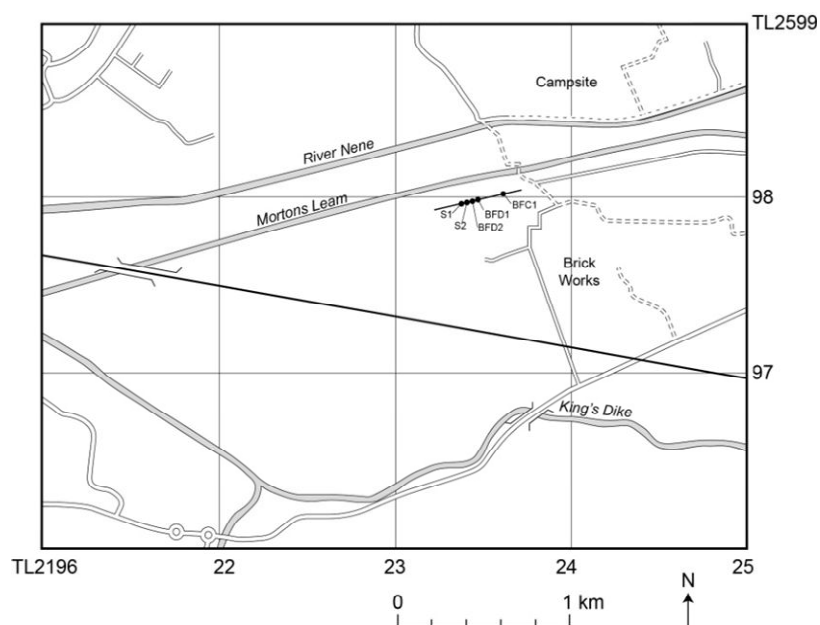 TL2599
Campsite
River Nene
98
Mortons Leam
S1
S2
BFD2
BFD1
BFC1
Brick
Works
97
King's Dike
TL2196
22
23
24
25
0
1 km
N